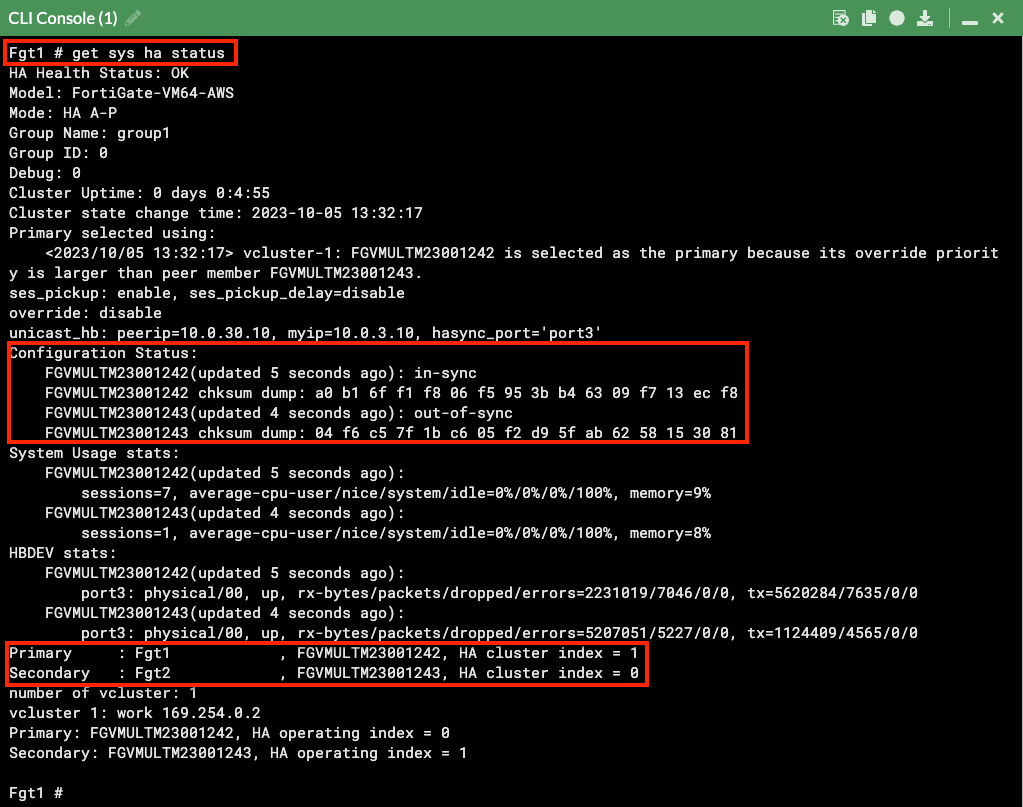 CLI Console (1)
Fgt1 # get sys ha status
HA Health Status: OK
Model: FortiGate-VM64-AWS
Mode: HA A-P
Group Name: group1
Group ID: 0
Debug: 0
Cluster Uptime: 0 days 0:4:55
Cluster state change time: 2023-10-05 13:32:17
Primary selected using:
    <2023/10/05 13:32:17> vcluster-1: FGVMULTM23001242 is selected as the primary because its override priorit
y is larger than peer member FGVMULTM23001243.
ses_pickup: enable, ses_pickup_delay=disable
override: disable
unicast_hb: peerip=10.0.30.10, myip=10.0.3.10, hasync_port='port3'
Configuration Status:
    FGVMULTM23001242(updated 5 seconds ago): in-sync
    FGVMULTM23001242 chksum dump: a0 b1 6f f1 f8 06 f5 95 3b b4 63 09 f7 13 ec f8
    FGVMULTM23001243(updated 4 seconds ago): out-of-sync
    FGVMULTM23001243 chksum dump: 04 f6 c5 7f 1b c6 05 f2 d9 5f ab 62 58 15 30 81
System Usage stats:
    FGVMULTM23001242(updated 5 seconds ago):
        sessions=7, average-cpu-user/nice/system/idle=0%/0%/0%/100%, memory=9%
    FGVMULTM23001243(updated 4 seconds ago):
        sessions=1, average-cpu-user/nice/system/idle=0%/0%/0%/100%, memory=8%
HBDEV stats:
    FGVMULTM23001242(updated 5 seconds ago):
        port3: physical/00, up, rx-bytes/packets/dropped/errors=2231019/7046/0/0, tx=5620284/7635/0/0
    FGVMULTM23001243(updated 4 seconds ago):
        port3: physical/00, up, rx-bytes/packets/dropped/errors=5207051/5227/0/0, tx=1124409/4565/0/0
Primary     : Fgt1            , FGVMULTM23001242, HA cluster index = 1
Secondary   : Fgt2            , FGVMULTM23001243, HA cluster index = 0
number of vcluster: 1
vcluster 1: work 169.254.0.2
Primary: FGVMULTM23001242, HA operating index = 0
Secondary: FGVMULTM23001243, HA operating index = 1
Fgt1 #